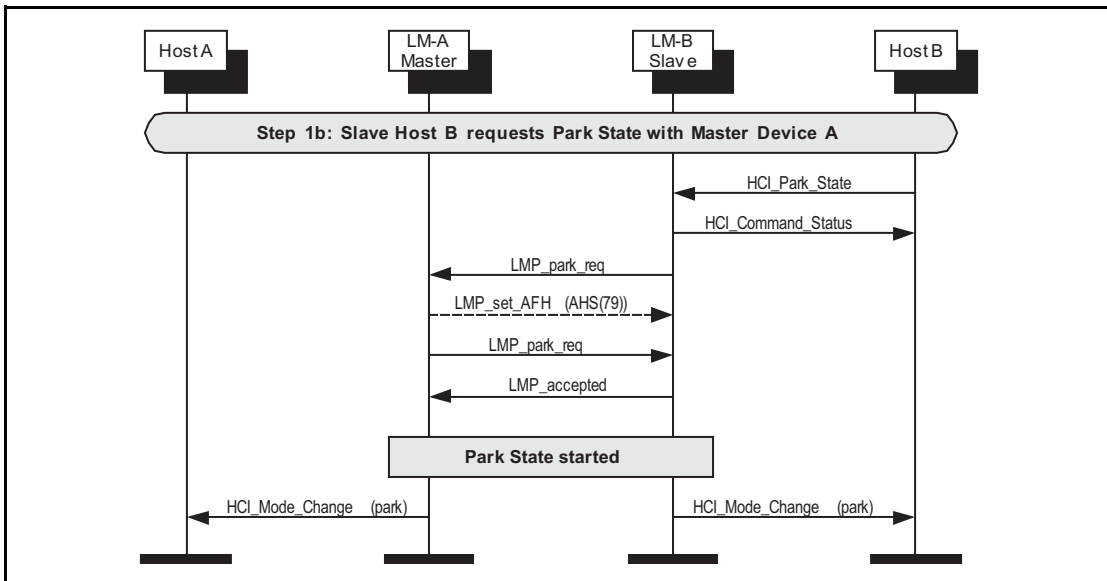 Host A
LM-A
Master
LM-B
Slave
Host B
Step 1b: Slave Host B requests Park State with Master Device A
HCI_Park_State
HCI_Command_Status
LMP_park_req
LMP_set_AFH (AHS(79))
LMP_park_req
LMP_accepted
Park State started
HCI_Mode_Change (park)
HCI_Mode_Change (park)